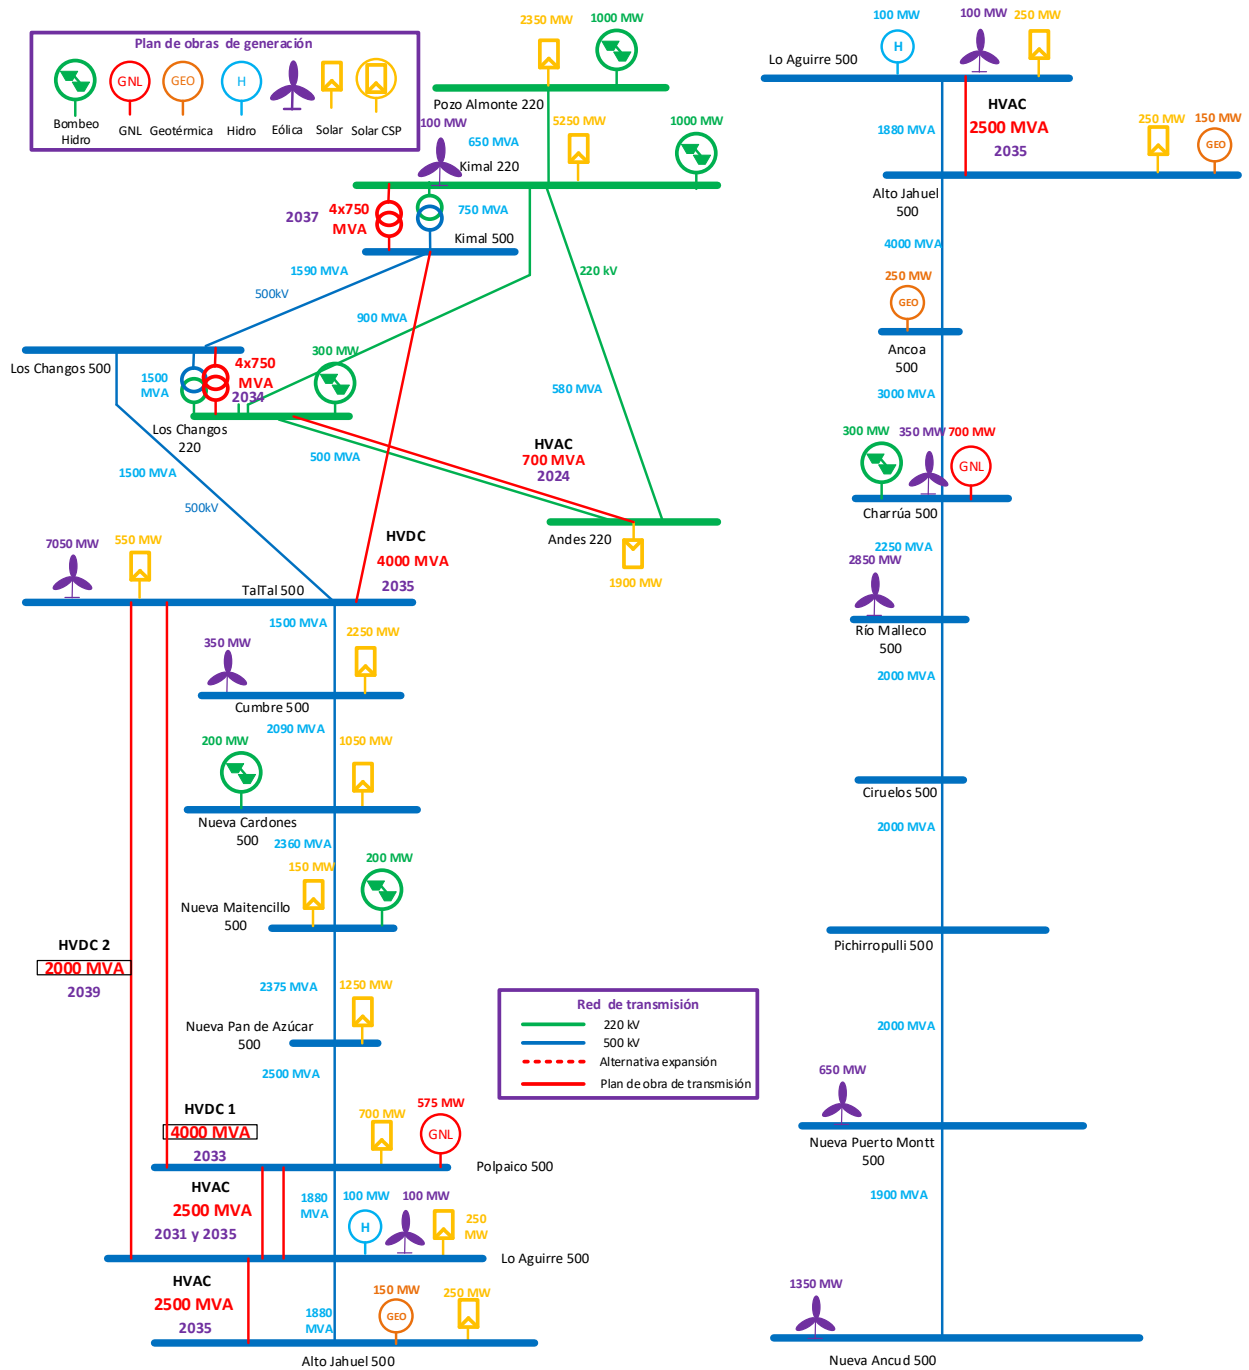 Plan de obras de generación
GNL
GEO
H
Bombeo
Hidro
GNL
Geotérmica
Hidro
Eólica
Solar
Solar CSP
2350 MW
1000 MW
Pozo Almonte 220
100 MW
650 MVA
5250 MW
1000 MW
Kimal 220
2037
4x750
MVA
750 MVA
Kimal 500
1590 MVA
500kV
220 kV
900 MVA
Los Changos 500
1500
MVA
4x750
MVA
2034
300 MW
Los Changos
220
580 MVA
500 MVA
HVAC
700 MVA
2024
1500 MVA
500kV
Andes 220
1900 MW
HVDC
4000 MVA
2035
7050 MW
550 MW
TalTal 500
1500 MVA
350 MW
2250 MW
Cumbre 500
2090 MVA
200 MW
1050 MW
Nueva Cardones
500
2360 MVA
150 MW
200 MW
Nueva Maitencillo
500
HVDC 2
2000 MVA
2039
2375 MVA
1250 MW
Nueva Pan de Azúcar
500
2500 MVA
HVDC 1
4000 MVA
2033
700 MW
575 MW
GNL
Polpaico 500
HVAC
2500 MVA
2031 y 2035
1880
MVA
100 MW
H
100 MW
250
MW
Lo Aguirre 500
HVAC
2500 MVA
2035
1880
MVA
150 MW
GEO
250 MW
Alto Jahuel 500
Red de transmisión
220 kV
500 kV
Alternativa expansión
Plan de obra de transmisión
100 MW
H
100 MW
250 MW
Lo Aguirre 500
1880 MVA
HVAC
2500 MVA
2035
250 MW
150 MW
GEO
Alto Jahuel
500
4000 MVA
250 MW
GEO
Ancoa
500
3000 MVA
300 MW
350 MW
700 MW
GNL
Charrúa 500
2250 MVA
2850 MW
Río Malleco
500
2000 MVA
Ciruelos 500
2000 MVA
Pichirropulli 500
2000 MVA
650 MW
Nueva Puerto Montt
500
1900 MVA
1350 MW
Nueva Ancud 500